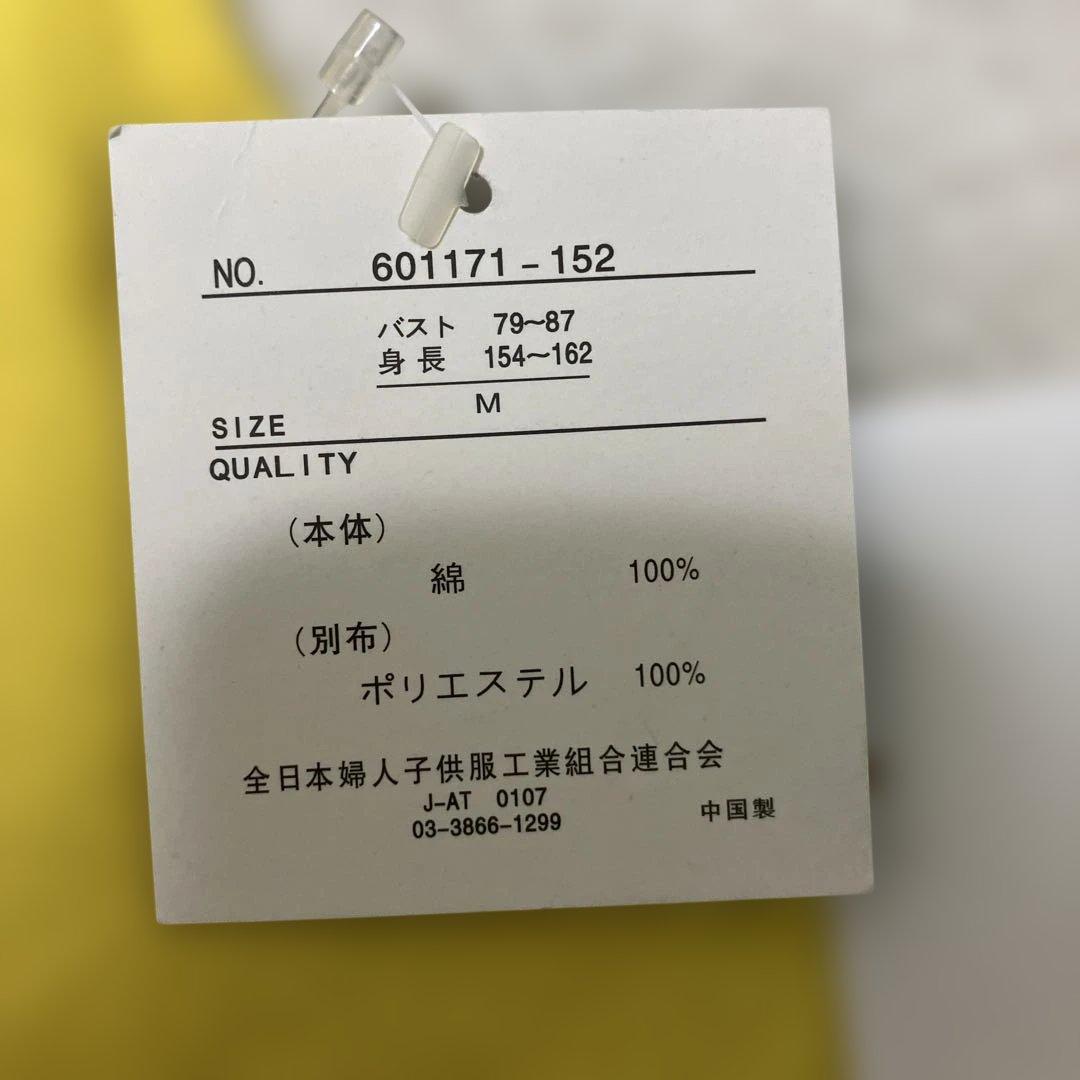 NO. 601171-152
バスト 79~87
身長 154~162
M
SIZE
QUALITY
(本体)
綿 100%
(別布)
ポリエステル 100%
全日本婦人子供服工業組合連合会
J-AT 0107
03-3866-1299
中国製